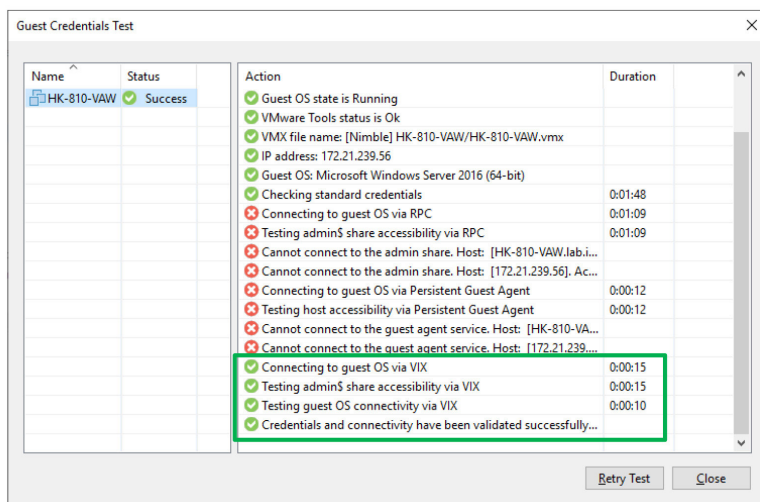 Guest Credentials Test
Name Status
HK-810-VAW Success
Action Duration
Guest OS state is Running
VMware Tools status is Ok
VMX file name: [Nimble] HK-810-VAW/HK-810-VAW.vmx
IP address: 172.21.239.56
Guest OS: Microsoft Windows Server 2016 (64-bit)
Checking standard credentials 0:01:48
Connecting to guest OS via RPC 0:01:09
Testing admin$ share accessibility via RPC 0:01:09
Cannot connect to the admin share. Host: [HK-810-VAW.lab.i...
Cannot connect to the admin share. Host: [172.21.239.56]. Ac...
Connecting to guest OS via Persistent Guest Agent 0:00:12
Testing host accessibility via Persistent Guest Agent 0:00:12
Cannot connect to the guest agent service. Host: [HK-810-VA...
Cannot connect to the guest agent service. Host: [172.21.239....
Connecting to guest OS via VIX 0:00:15
Testing admin$ share accessibility via VIX 0:00:15
Testing guest OS connectivity via VIX 0:00:10
Credentials and connectivity have been validated successfully...
Retry Test Close